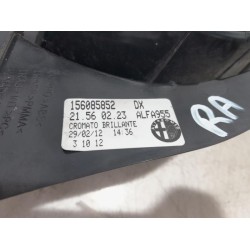 156085852 DX
21.56 02.23 ALFA955
CROMATO BRILLANTE
29/02/12 14:36
3 10 12
RA